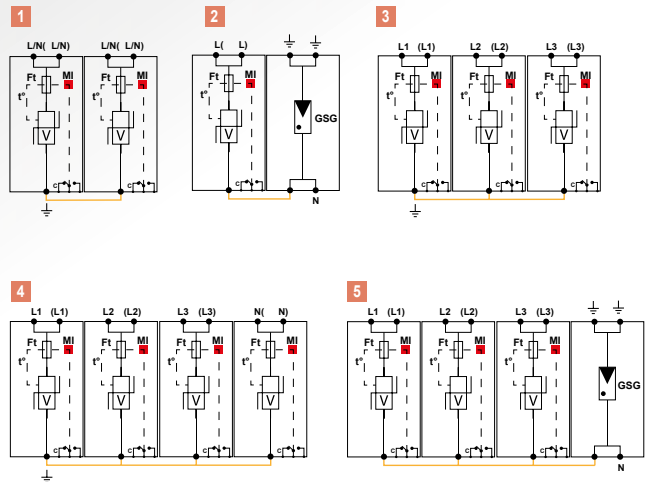 1
L/N( L/N) L/N( L/N)
Ft MI Ft MI
t° t°
V V
C C
2
L( L)
Ft MI
t° GSG
V
C
N
3
L1 (L1) L2 (L2) L3 (L3)
Ft MI Ft MI Ft MI
t° t° t°
V V V
C C C
4
L1 (L1) L2 (L2) L3 (L3) N( N)
Ft MI Ft MI Ft MI Ft MI
t° t° t° t°
V V V V
C C C C
5
L1 (L1) L2 (L2) L3 (L3)
Ft MI Ft MI Ft MI
t° t° t° GSG
V V V
C C C
N